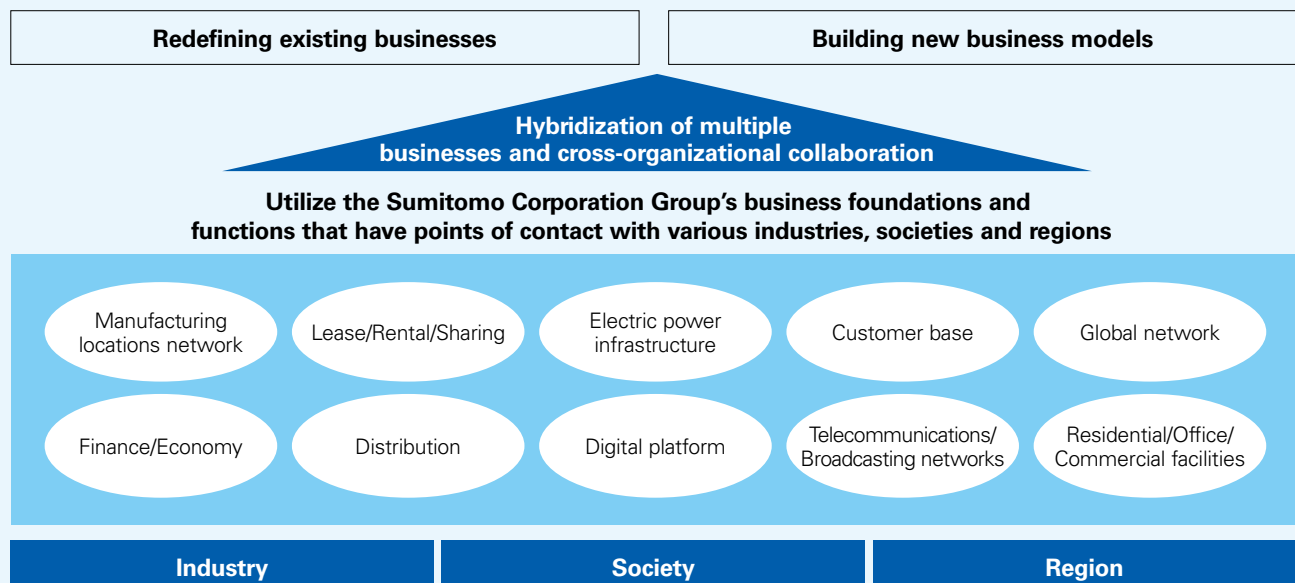 Redefining existing businesses
Building new business models
Hybridization of multiple
businesses and cross-organizational collaboration
Utilize the Sumitomo Corporation Group’s business foundations and
functions that have points of contact with various industries, societies and regions
Manufacturing
locations network
Lease/Rental/Sharing
Electric power
infrastructure
Customer base
Global network
Finance/Economy
Distribution
Digital platform
Telecommunications/
Broadcasting networks
Residential/Office/
Commercial facilities
Industry
Society
Region